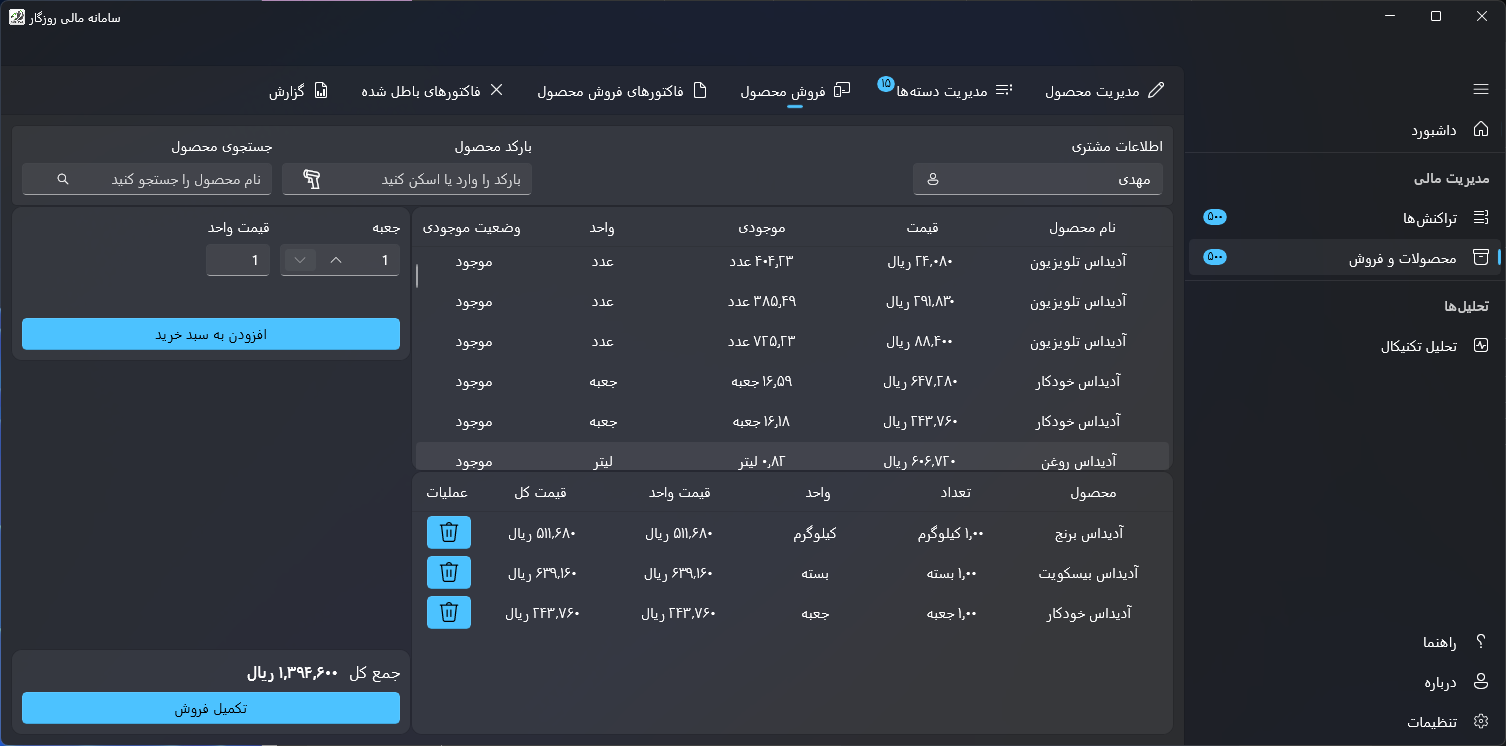 سامانه مالی روزگار
مدیریت محصول
مدیریت دسته‌ها ۱۵
فروش محصول
فاکتورهای فروش محصول
فاکتورهای باطل شده
گزارش
داشبورد
مدیریت مالی
تراکنش‌ها ۵۰۰
محصولات و فروش ۵۰۰
تحلیل‌ها
تحلیل تکنیکال
راهنما
درباره
تنظیمات
اطلاعات مشتری
مهدی
بارکد محصول
بارکد را وارد یا اسکن کنید
جستجوی محصول
نام محصول را جستجو کنید
نام محصول قیمت موجودی واحد وضعیت موجودی
آدیداس تلویزیون ۲۴,۰۸۰ ریال ۴۰۴٫۲۳ عدد عدد موجود
آدیداس تلویزیون ۲۹۱,۸۳۰ ریال ۳۸۵٫۴۹ عدد عدد موجود
آدیداس تلویزیون ۸۸,۴۰۰ ریال ۷۲۵٫۲۳ عدد عدد موجود
آدیداس خودکار ۶۴۷,۲۸۰ ریال ۱۶٫۵۹ جعبه جعبه موجود
آدیداس خودکار ۲۴۳,۷۶۰ ریال ۱۶٫۱۸ جعبه جعبه موجود
آدیداس روغن ۶۰۶,۷۲۰ ریال ۰٫۸۲ لیتر لیتر موجود
جعبه قیمت واحد
1 1
افزودن به سبد خرید
محصول تعداد واحد قیمت واحد قیمت کل عملیات
آدیداس برنج ۱٫۰۰ کیلوگرم کیلوگرم ۵۱۱,۶۸۰ ریال ۵۱۱,۶۸۰ ریال
آدیداس بیسکویت ۱٫۰۰ بسته بسته ۶۳۹,۱۶۰ ریال ۶۳۹,۱۶۰ ریال
آدیداس خودکار ۱٫۰۰ جعبه جعبه ۲۴۳,۷۶۰ ریال ۲۴۳,۷۶۰ ریال
جمع کل ۱,۳۹۴,۶۰۰ ریال
تکمیل فروش